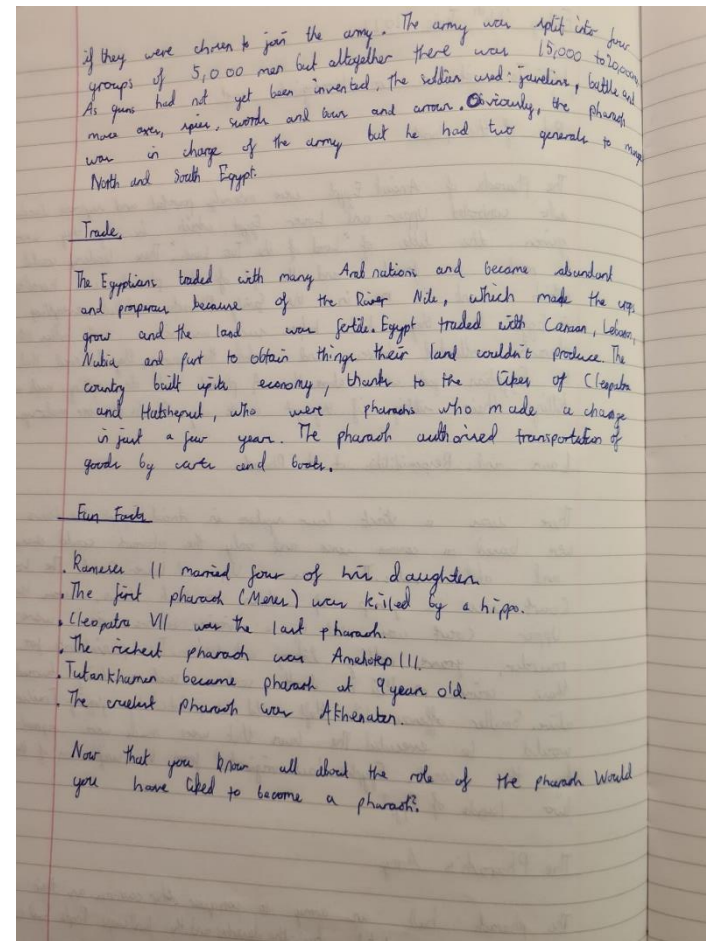 if they were chosen to join the army. The army was split into four
groups of 5,000 men but altogether there was 15,000 to 20,000
As guns had not yet been invented, the soldiers used: javelins, battle and
mace axes, spies, swords and bow and arrows. Obviously, the pharaoh
was in charge of the army but he had two generals to
North and South Egypt.
Trade
The Egyptians traded with many Arab nations and became abundant
and prosperous because of the River Nile, which made the crops
grow and the land was fertile. Egypt traded with Canaan, Lebanon,
Nubia and Punt to obtain things their land couldn't produce. The
country built up its economy, thanks to the likes of Cleopatra
and Hatshepsut, who were pharaohs who made a change
in just a few years. The pharaoh authorised transportation of
goods by carts and boats.
Fun Facts
. Rameses II married four of his daughters
. The first pharaoh (Menes) was killed by a hippo.
. Cleopatra VII was the last pharaoh.
. The richest pharaoh was Amehotep III.
. Tutankhamen became pharaoh at 9 years old.
. The cruelest pharaoh was Akhenaten.
Now that you know all about the role of the pharaoh Would
you have liked to become a pharaoh?